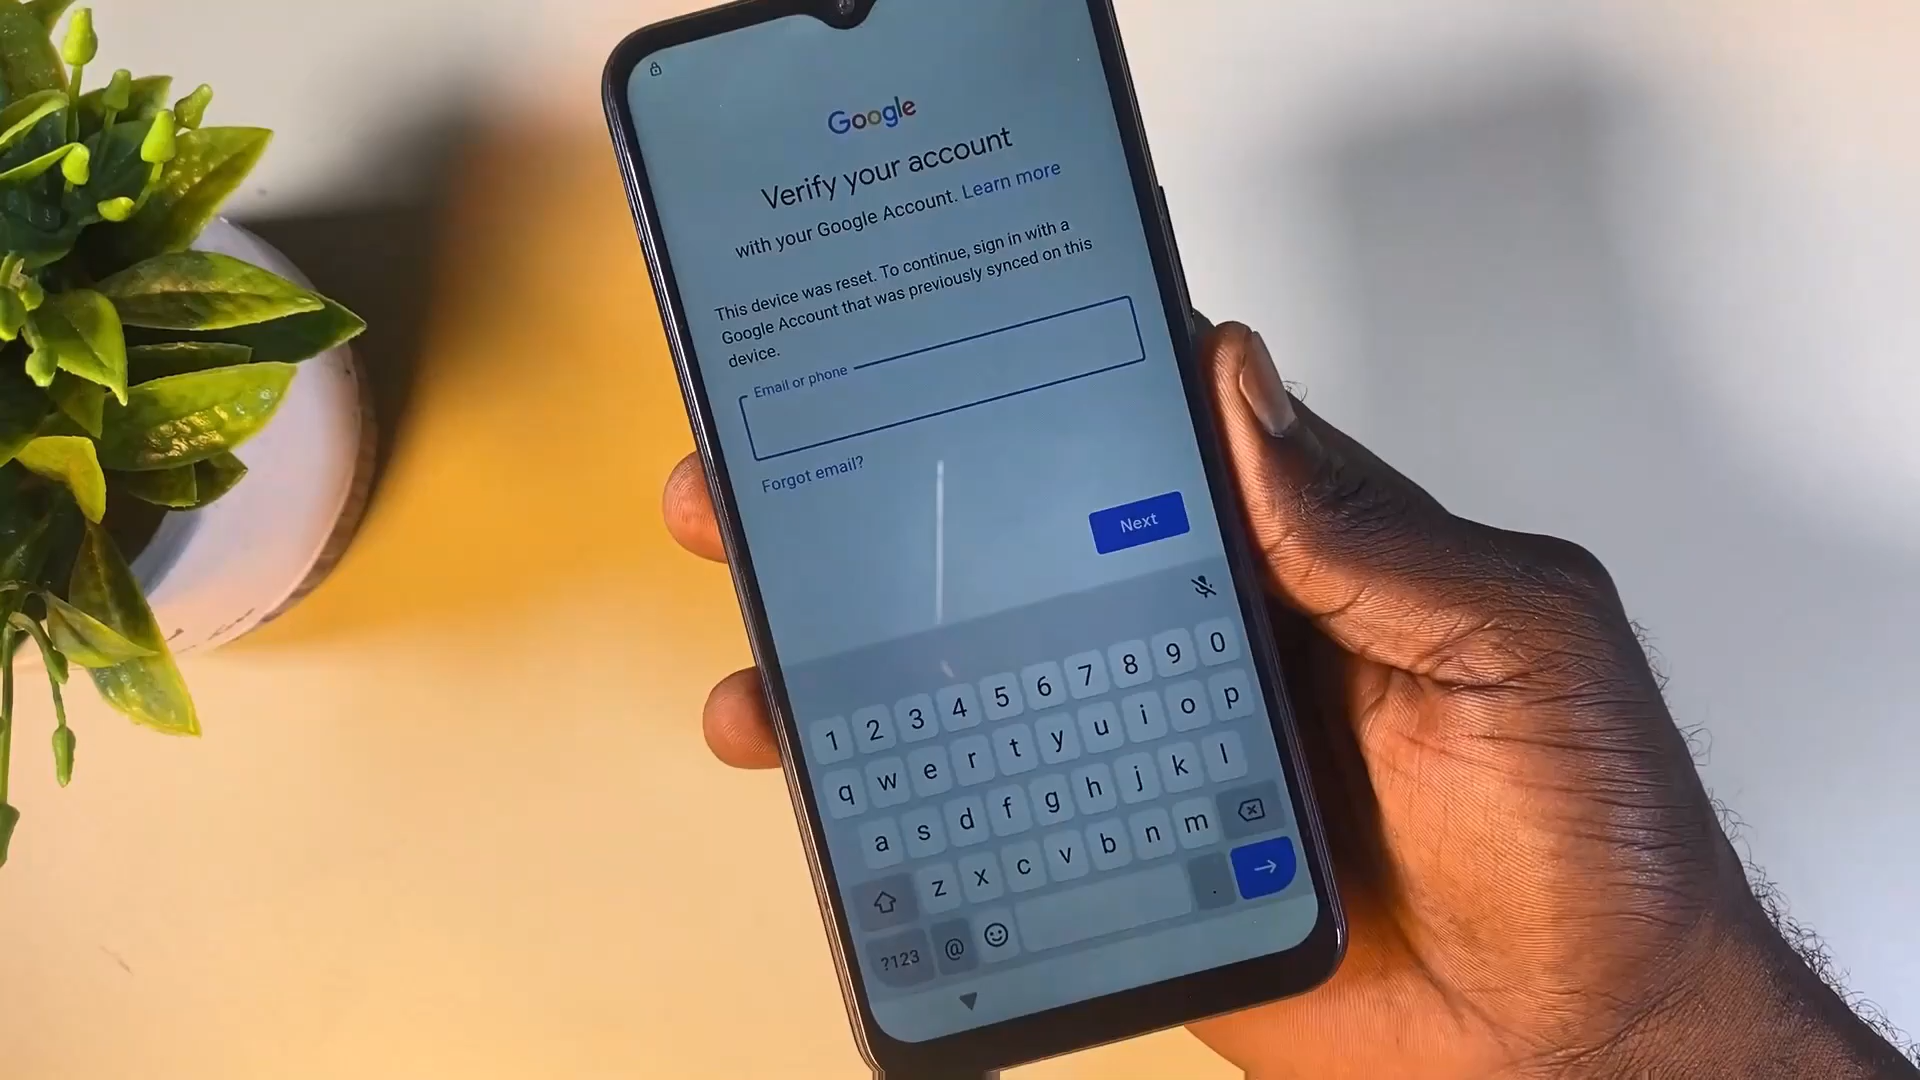 Google
Verify your account
with your Google Account. Learn more
This device was reset. To continue, sign in with a
Google Account that was previously synced on this
device.
Email or phone
Forgot email?
Next
1 2 3 4 5 6 7 8 9 0
q w e r t y u i o p
a s d f g h j k l
z x c v b n m
?123 @ .